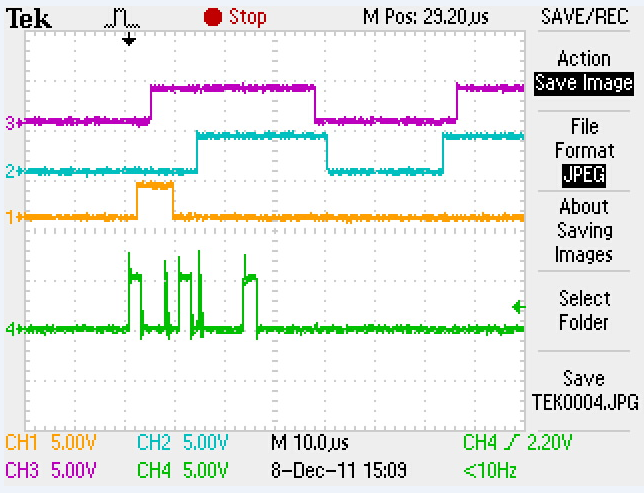 Tek Stop M Pos: 29.20µs SAVE/REC
Action
Save Image
3
File
Format
JPEG
2
About
Saving
Images
1
Select
Folder
4
Save
TEK0004.JPG
CH1 5.00V CH2 5.00V M 10.0µs CH4 2.20V
CH3 5.00V CH4 5.00V 8-Dec-11 15:09 <10Hz